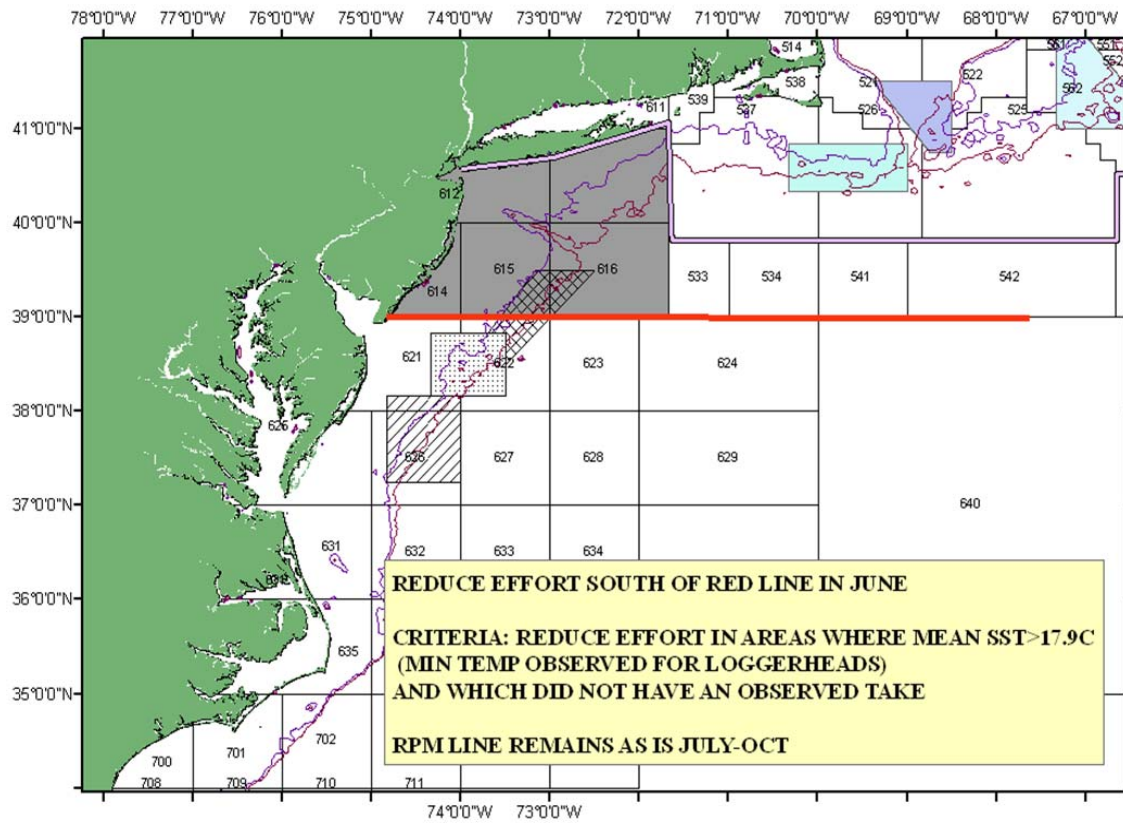 78°0'0"W 77°0'0"W 76°0'0"W 75°0'0"W 74°0'0"W 73°0'0"W 72°0'0"W 71°0'0"W 70°0'0"W 69°0'0"W 68°0'0"W 67°0'0"W
514 561 551
538 521 522 552
562
611 539 537 526 525
41°0'0"N
612
40°0'0"N
615 616 533 534 541 542
614
39°0'0"N
621 622 623 624
38°0'0"N
625
626 627 628 629
37°0'0"N
640
631 632 633 634
36°0'0"N
REDUCE EFFORT SOUTH OF RED LINE IN JUNE
CRITERIA: REDUCE EFFORT IN AREAS WHERE MEAN SST>17.9C
(MIN TEMP OBSERVED FOR LOGGERHEADS)
AND WHICH DID NOT HAVE AN OBSERVED TAKE
RPM LINE REMAINS AS IS JULY-OCT
635
35°0'0"N
700 701 702
708 709 710 711
74°0'0"W 73°0'0"W